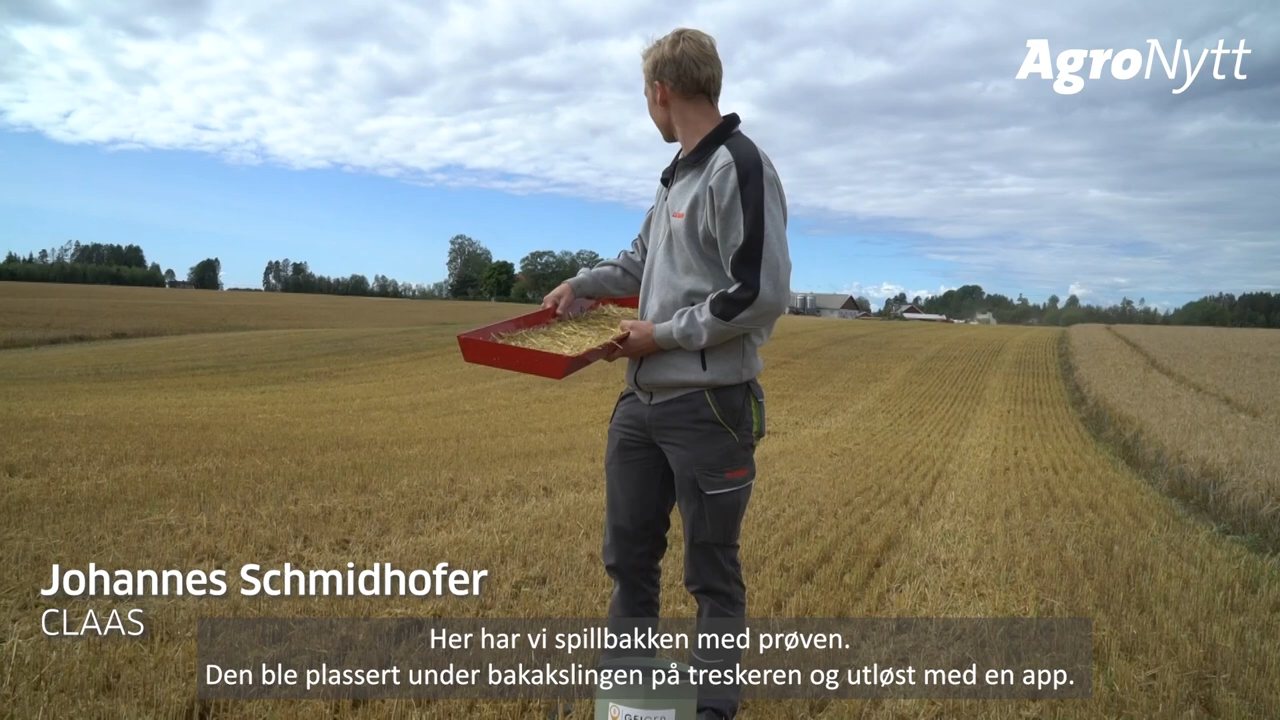 AgroNytt
Johannes Schmidhofer
CLAAS
Her har vi spillbakken med prøven.
Den ble plassert under bakakslingen på treskeren og utløst med en app.